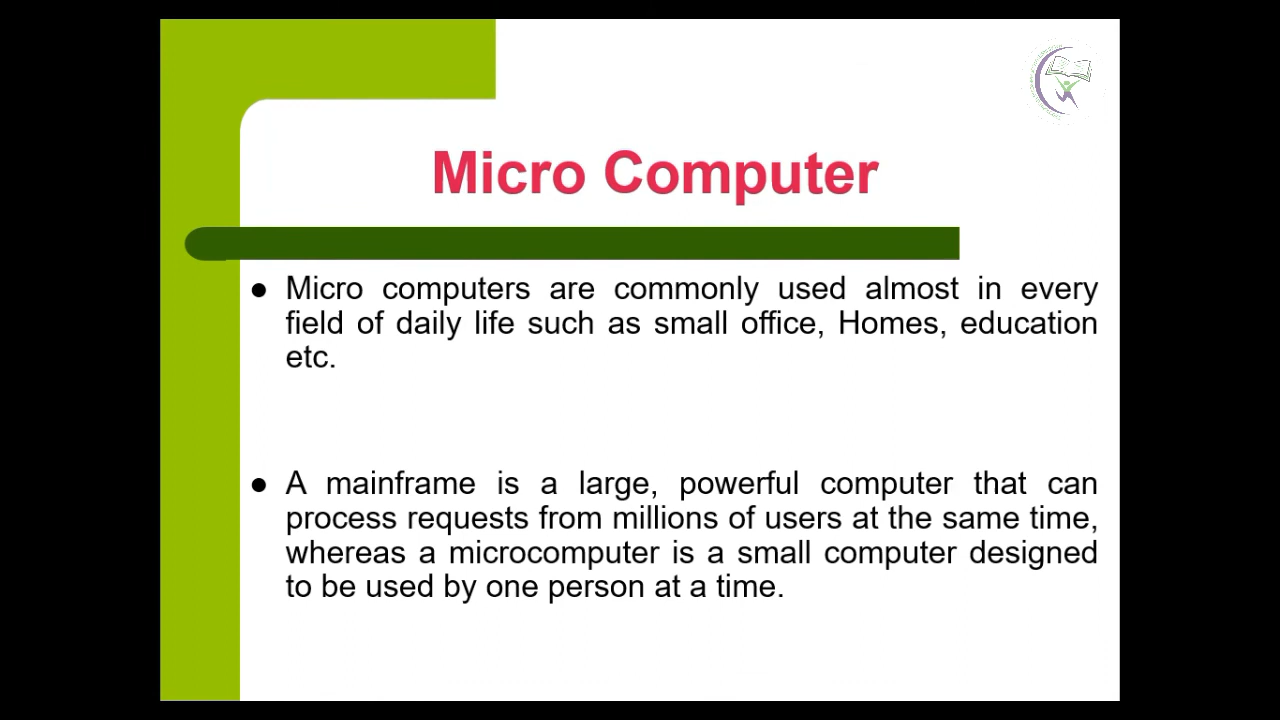 Micro Computer
● Micro computers are commonly used almost in every
field of daily life such as small office, Homes, education
etc.
● A mainframe is a large, powerful computer that can
process requests from millions of users at the same time,
whereas a microcomputer is a small computer designed
to be used by one person at a time.